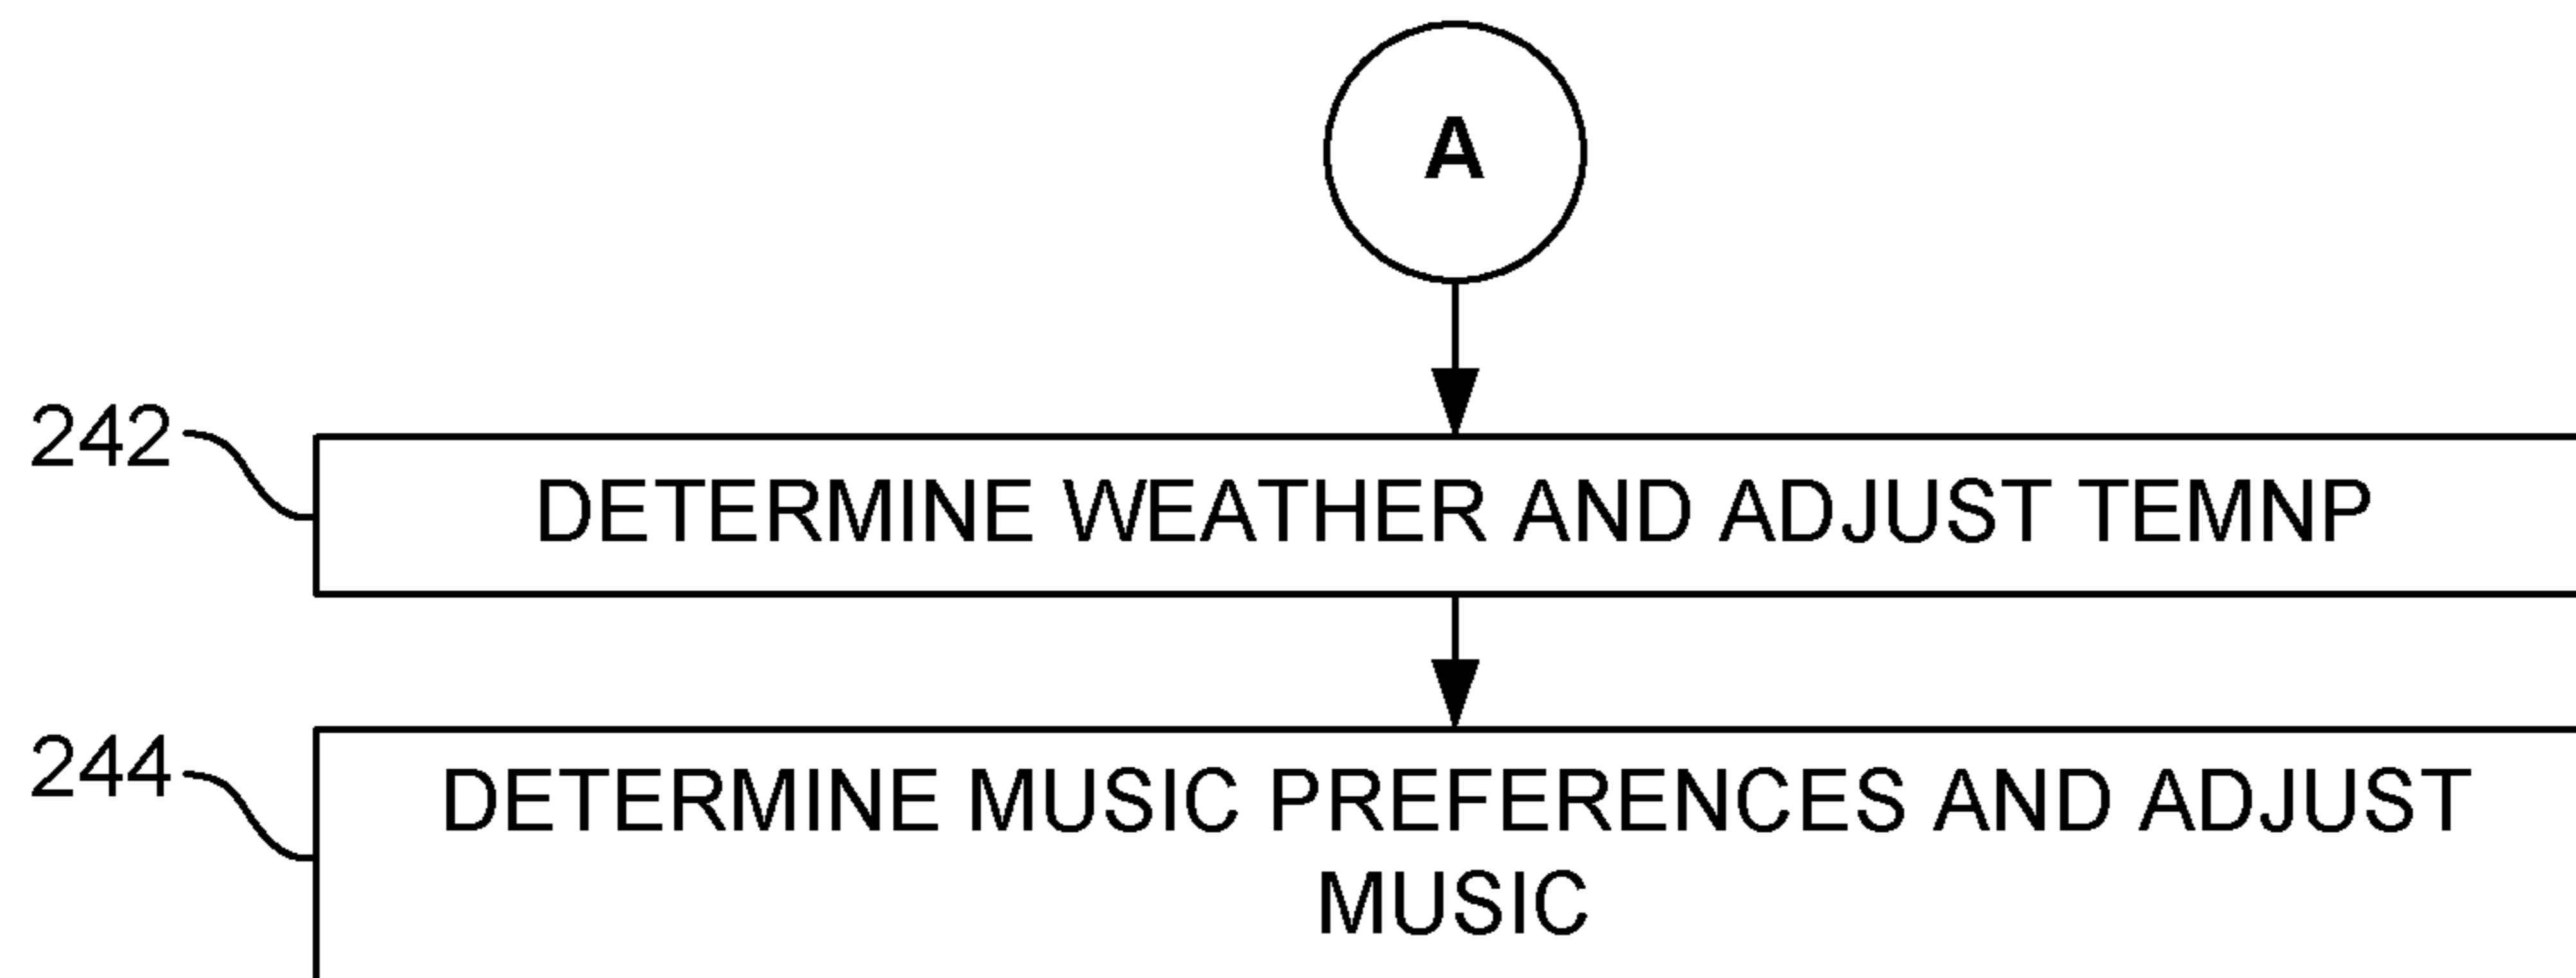 A
242
DETERMINE WEATHER AND ADJUST TEMNP
244
DETERMINE MUSIC PREFERENCES AND ADJUST
MUSIC